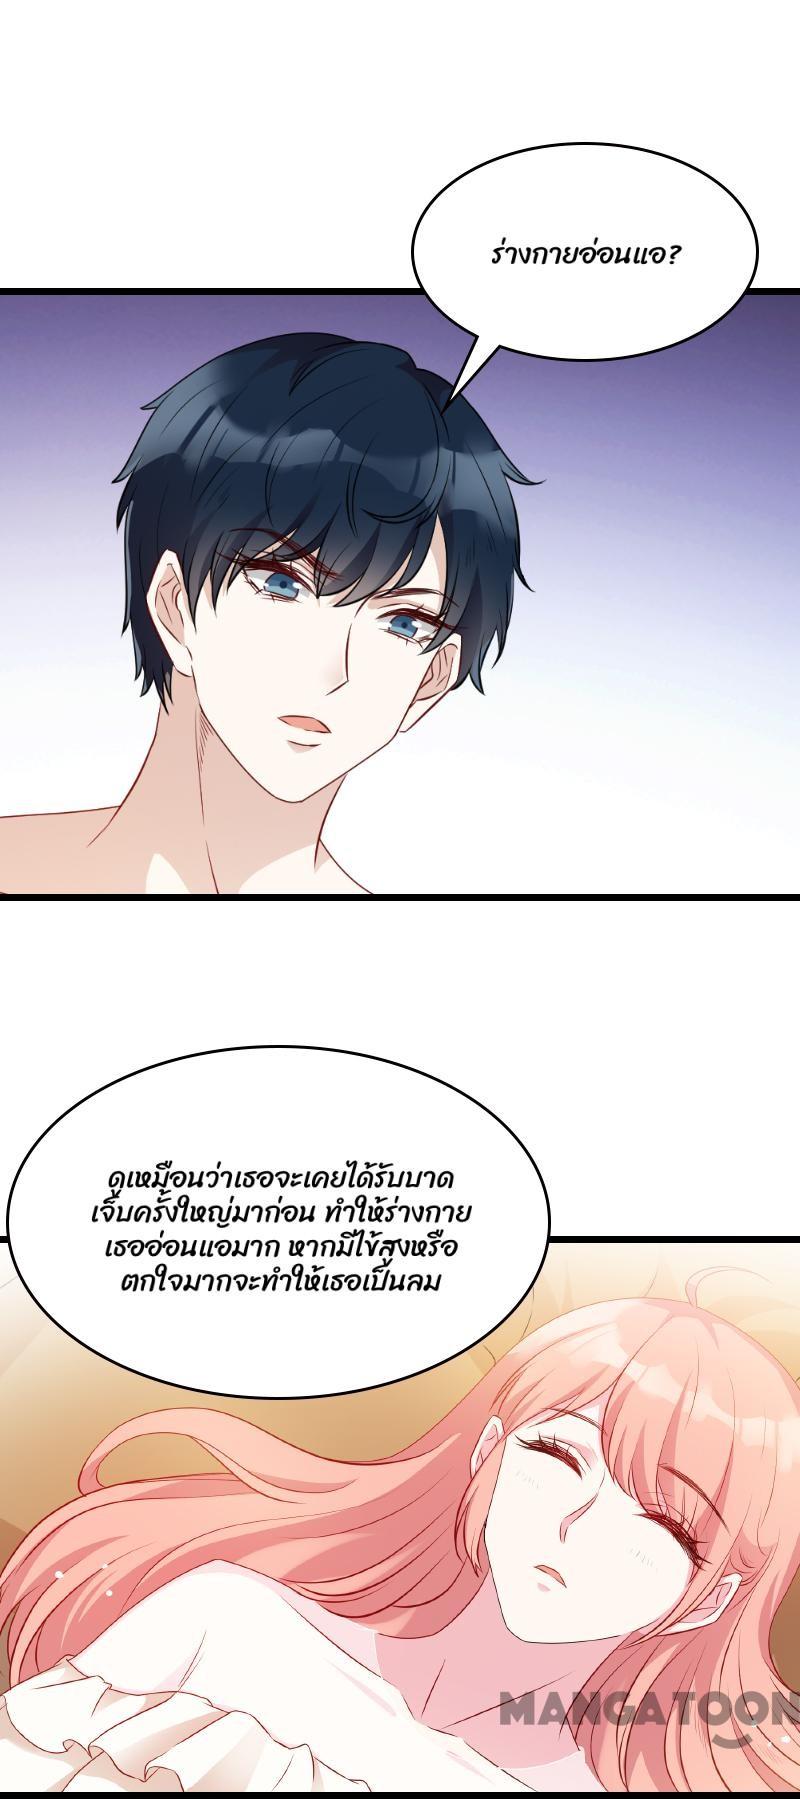 ร่างกายอ่อนแอ?
ดูเหมือนว่าเธอจะเคยได้รับบาด
เจ็บครั้งใหญ่มาก่อน ทำให้ร่างกาย
เธออ่อนแอมาก หากมีไข้สูงหรือ
ตกใจมากจะทำให้เธอเป็นลม
MANGATOON